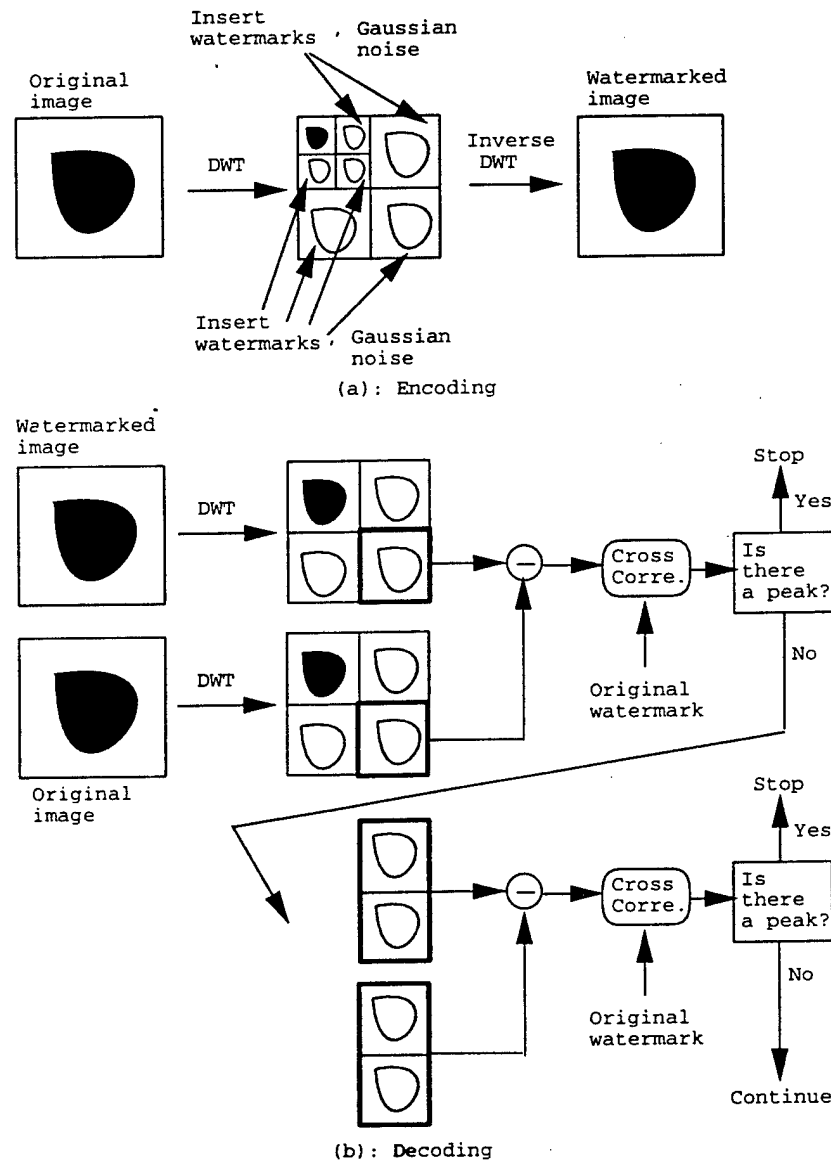 Insert
watermarks , Gaussian
noise
Original
image
Watermarked
image
DWT
Inverse
DWT
Insert
watermarks , Gaussian
noise
(a): Encoding
Watermarked
image
DWT
Stop
Yes
Cross
Corre.
Is
there
a peak?
No
Original
watermark
DWT
Original
image
Stop
Yes
Cross
Corre.
Is
there
a peak?
No
Original
watermark
Continue
(b): Decoding